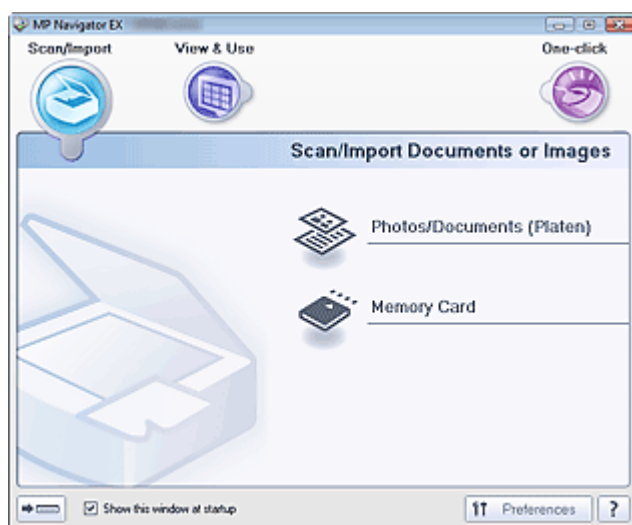 MP Navigator EX
Scan/Import
View & Use
One-click
Scan/Import Documents or Images
Photos/Documents (Platen)
Memory Card
Show this window at startup
Preferences
?